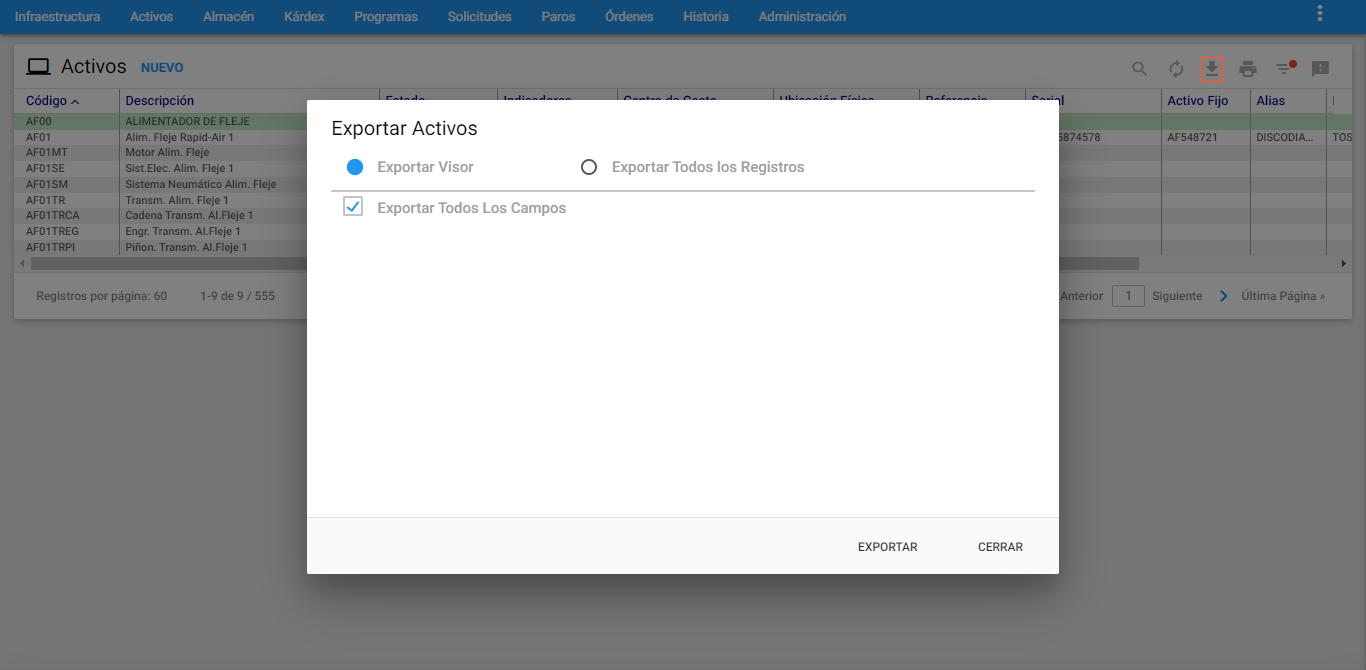 Infraestructura Activos Almacén Kárdex Programas Solicitudes Paros Órdenes Historia Administración
Activos NUEVO
Código Descripción Estado Indicadores Centro de Costo Ubicación Física Referencia Serial Activo Fijo Alias
AF00 ALIMENTADOR DE FLEJE
AF01 Alim. Fleje Rapid-Air 1 5874578 AF548721 DISCODIA... TOS
AF01MT Motor Alim. Fleje
AF01SE Sist.Elec. Alim. Fleje 1
AF01SM Sistema Neumático Alim. Fleje
AF01TR Transm. Alim. Fleje 1
AF01TRCA Cadena Transm. Al.Fleje 1
AF01TREG Engr. Transm. Al.Fleje 1
AF01TRPI Piñon. Transm. Al.Fleje 1
Registros por página: 60 1-9 de 9 / 555 Anterior 1 Siguiente Última Página »
Exportar Activos
Exportar Visor Exportar Todos los Registros
Exportar Todos Los Campos
EXPORTAR CERRAR